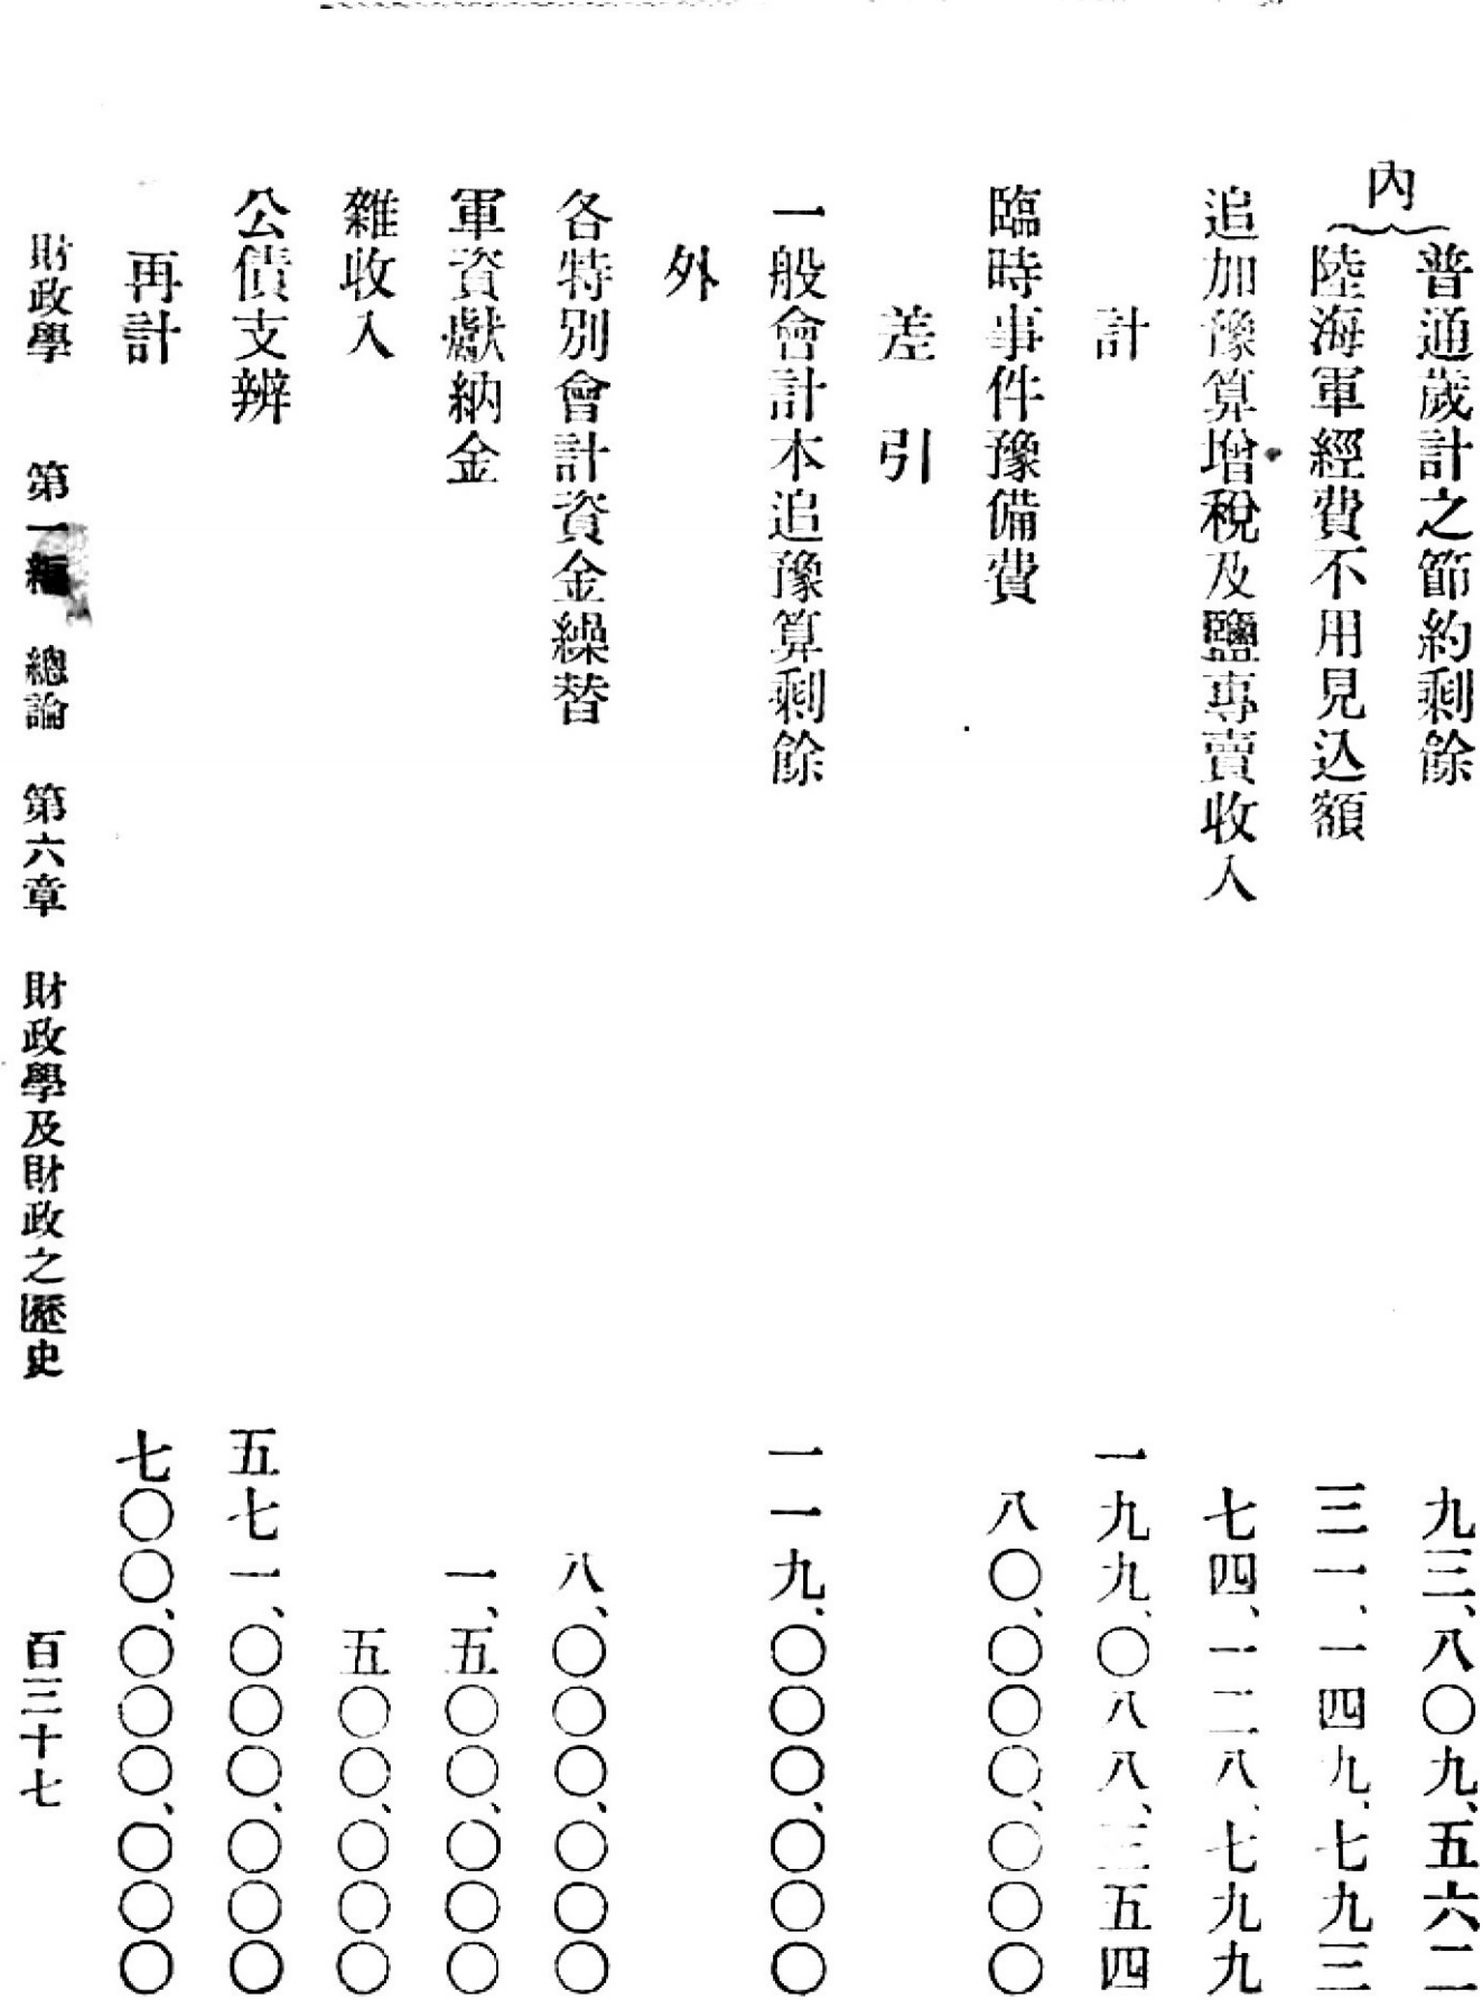 內
普通歲計之節約剩餘 九三、八〇九、五六二
陸海軍經費不用見込額 三一、一四九、七九三
追加豫算增稅及鹽專賣收入 七四、一二八、七九九
計 一九九、〇八八、三五四
臨時事件豫備費 八〇、〇〇〇、〇〇〇
差引
一般會計本追豫算剩餘 一一九、〇〇〇、〇〇〇
外
各特別會計資金繰替 八、〇〇〇、〇〇〇
軍資獻納金 一、五〇〇、〇〇〇
雜收入 五〇〇、〇〇〇
公債支辨 五七一、〇〇〇、〇〇〇
再計 七〇〇、〇〇〇、〇〇〇
財政學 第一編 總論 第六章 財政學及財政之歷史 百三十七